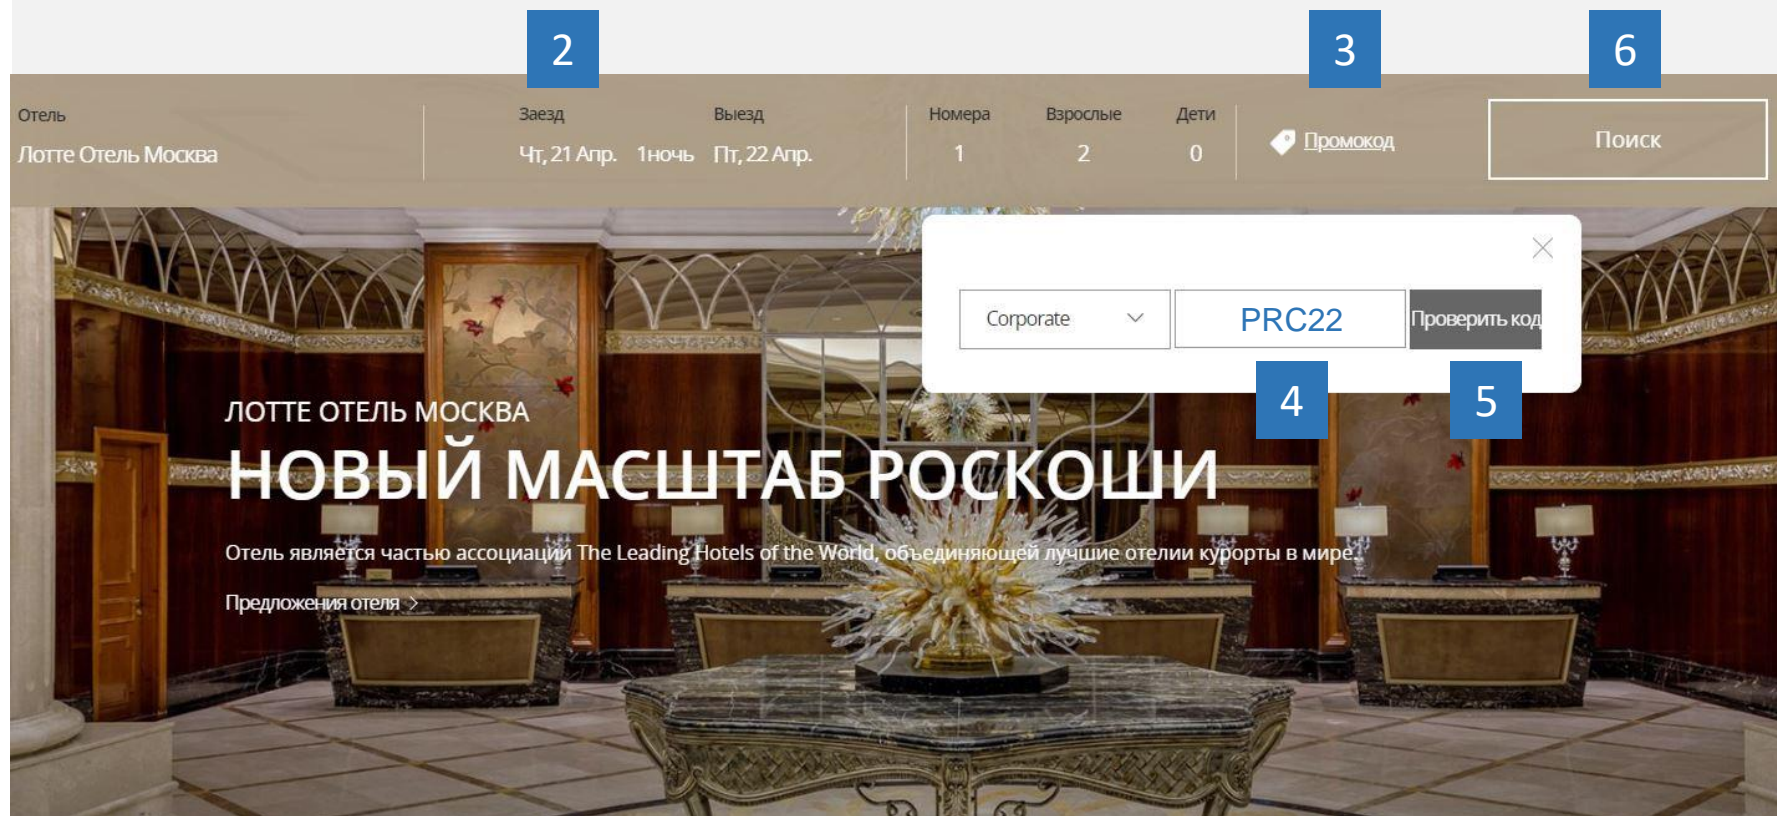 2
3
6
Отель
Заезд
Выезд
Номера
Взрослые
Дети
Лотте Отель Москва
Чт, 21 Апр.
1ночь
Пт, 22 Апр.
1
2
0
Промокод
Поиск
Corporate
PRC22
Проверить код
4
5
ЛОТТЕ ОТЕЛЬ МОСКВА
НОВЫЙ МАСШТАБ РОСКОШИ
Отель является частью ассоциации The Leading Hotels of the World, объединяющей лучшие отелии курорты в мире.
Предложения отеля >